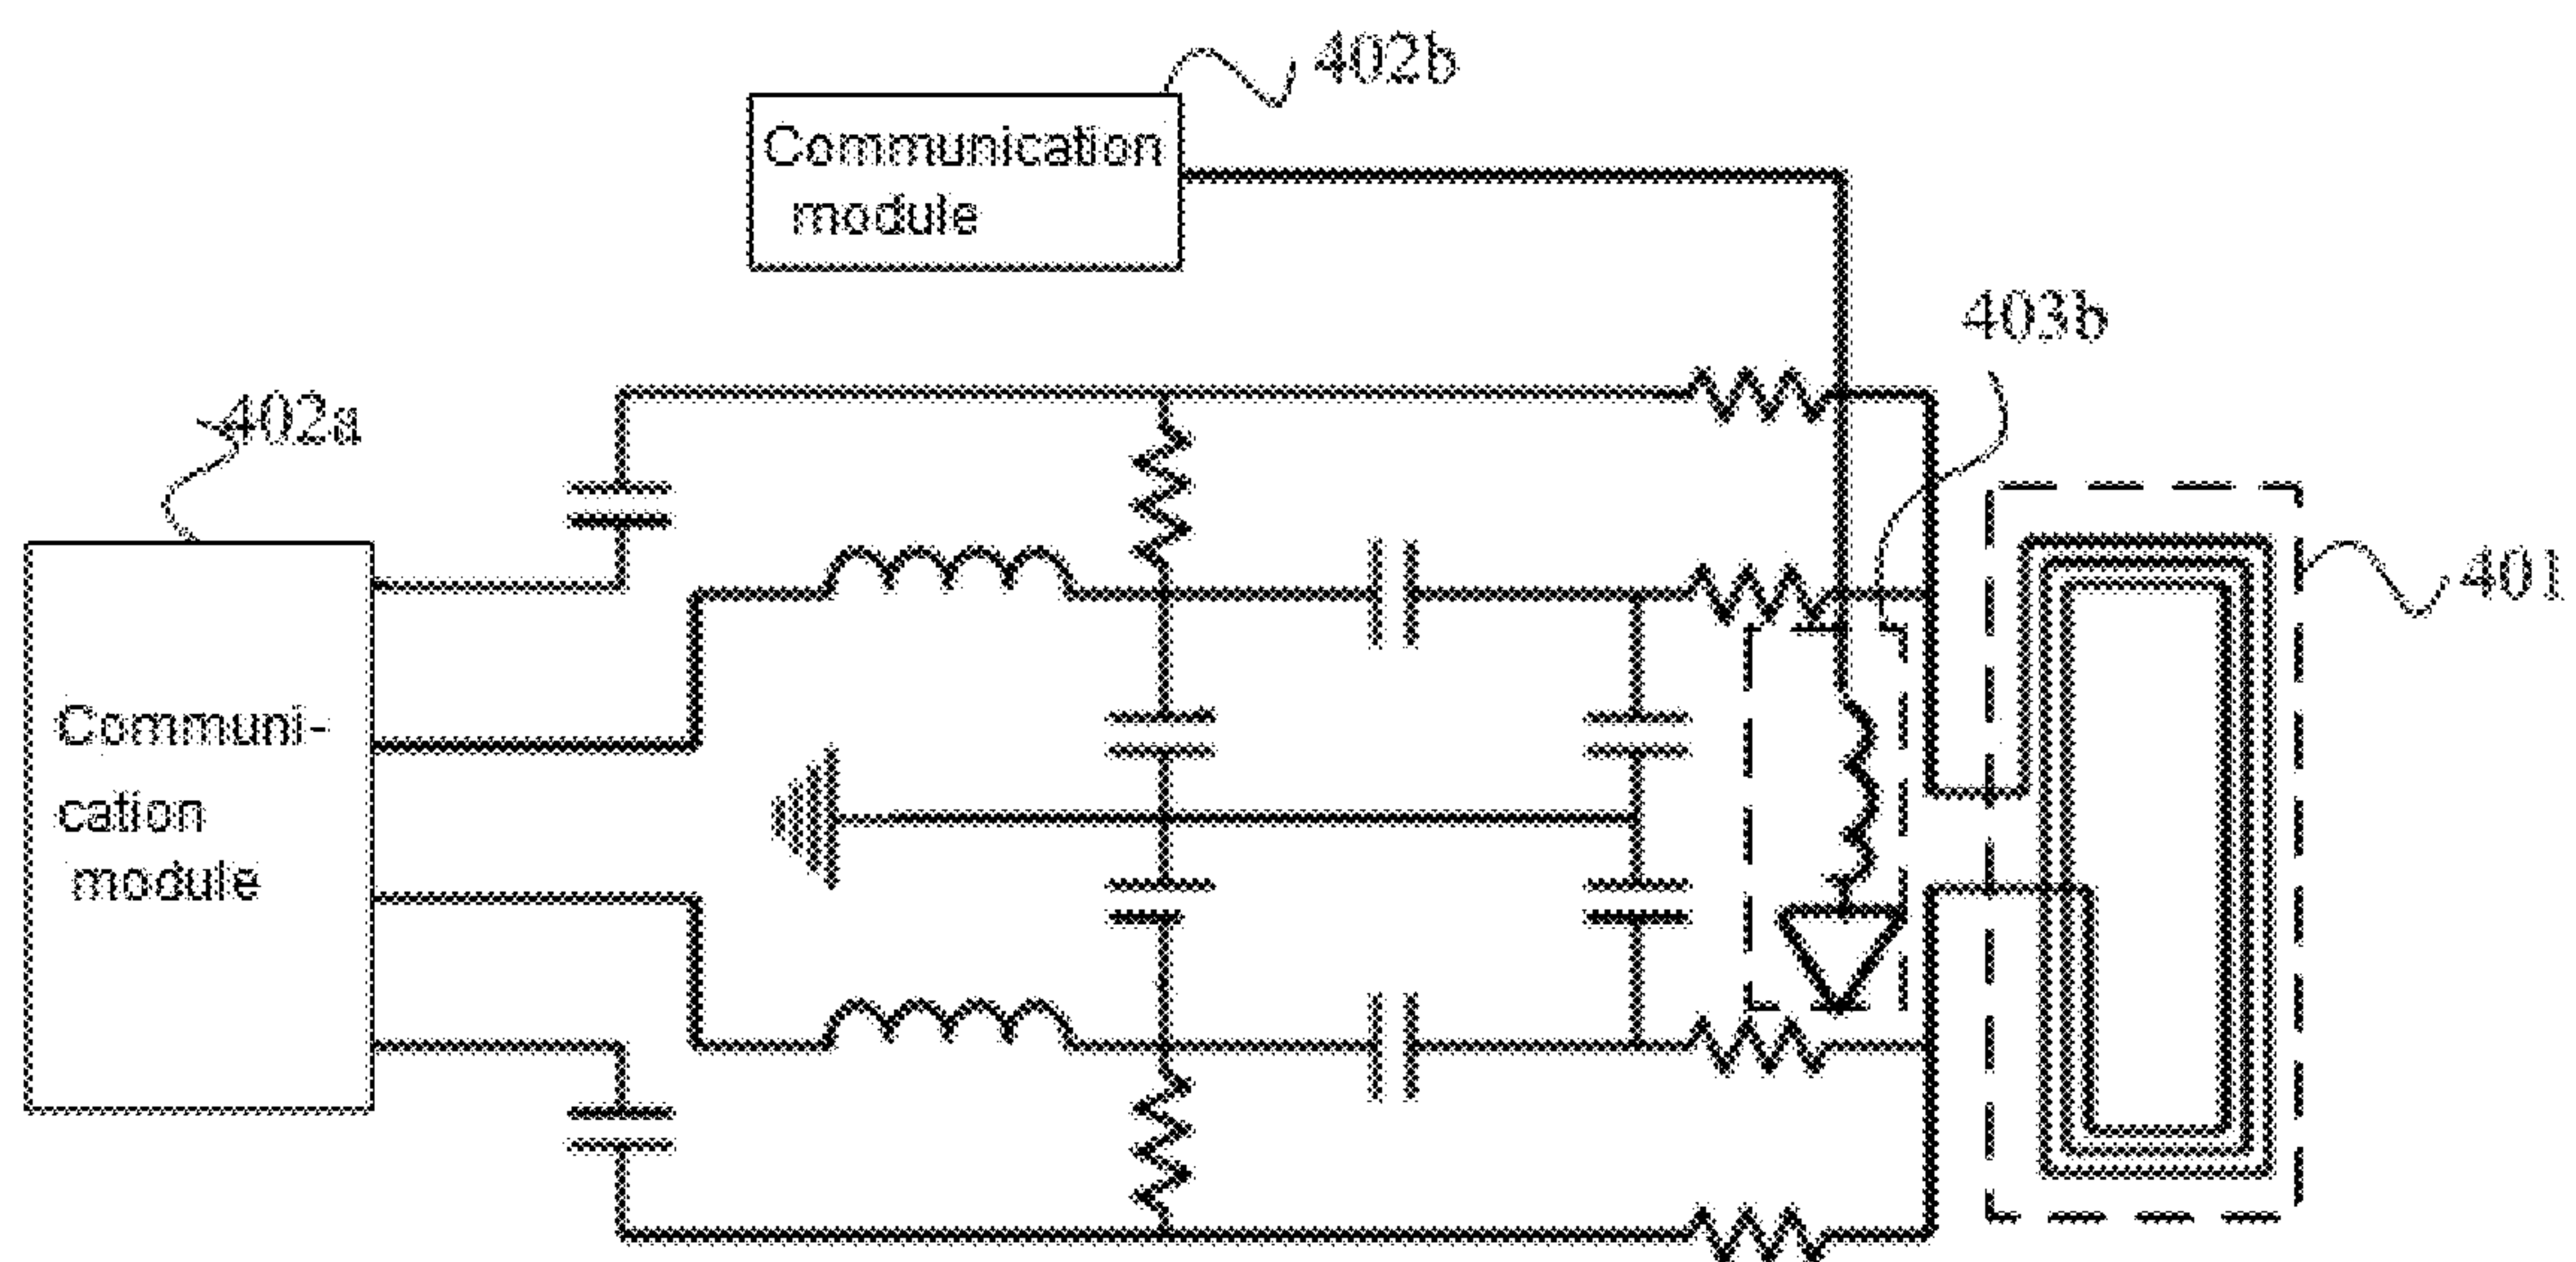 402b
Communication
module
403b
402a
401
Communi-
cation
module